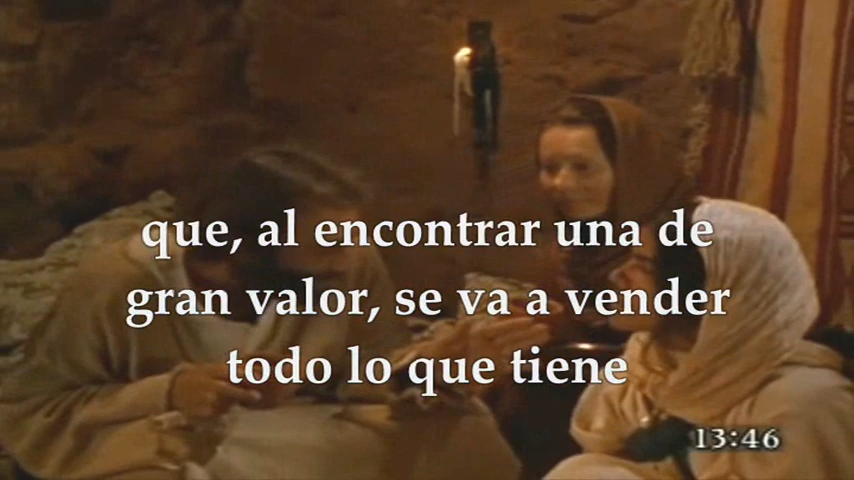 que, al encontrar una de
gran valor, se va a vender
todo lo que tiene
13:46